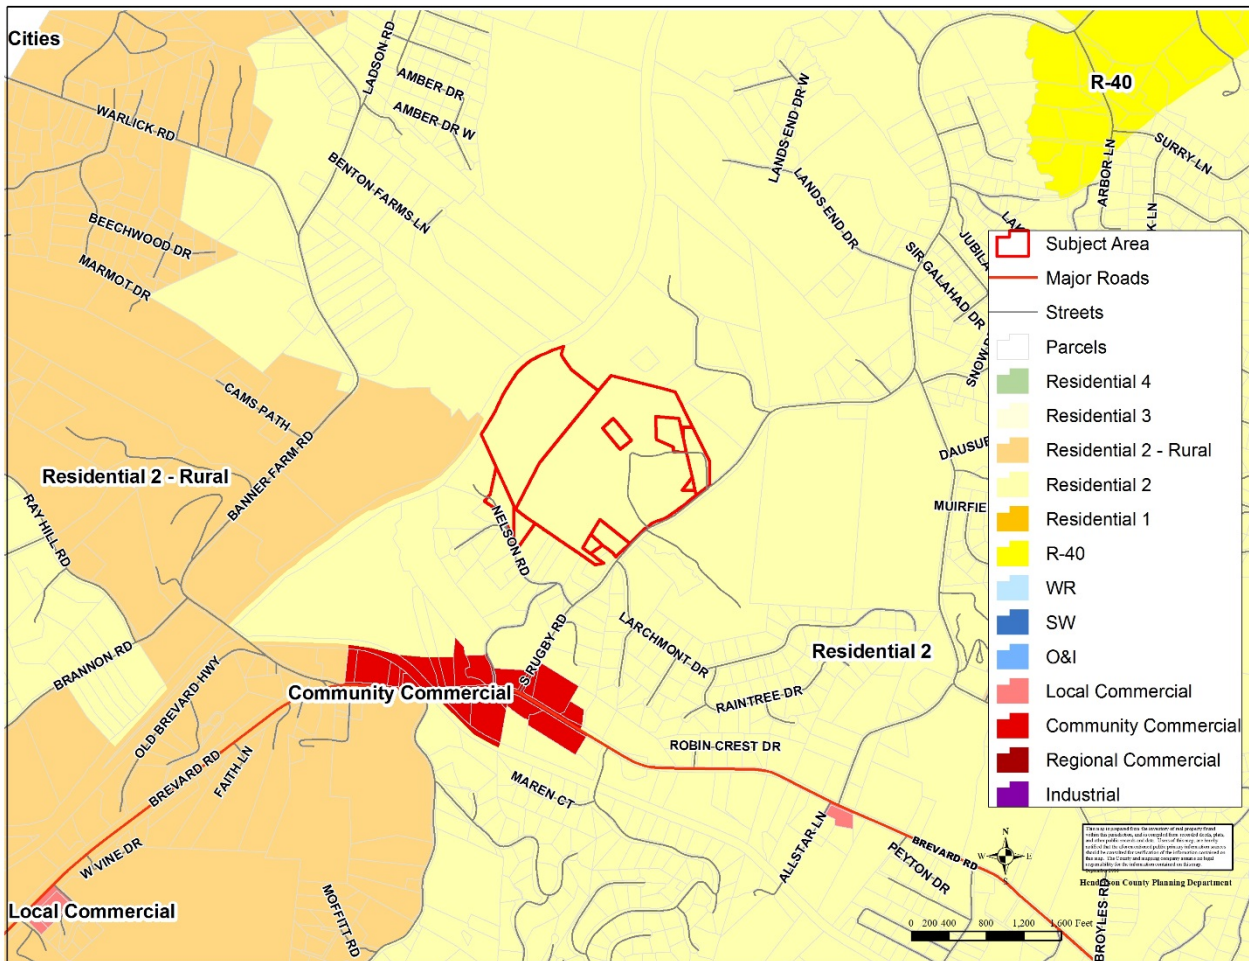 Cities
R-40
LADSON RD
AMBER DR
AMBER DR W
WARLICK RD
BENTON FARMS LN
LANDS END DR W
LANDS END DR
SURRY LN
ARBOR LN
K LN
BEECHWOOD DR
MARMOT DR
SIR GALAHAD DR
CAMS PATH
BANNER FARM RD
Residential 2 - Rural
RAY HILL RD
NELSON RD
BRANNON RD
OLD BREVARD HWY
S RUGBY RD
LARCHMONT DR
Residential 2
Community Commercial
RAINTREE DR
ROBIN CREST DR
BREVARD RD
FAITH LN
MAREN CT
W VINE DR
ALLSTAR LN
BREVARD RD
PEYTON DR
MOFFITT RD
BROYLES RD
Local Commercial
Subject Area
Major Roads
Streets
Parcels
Residential 4
Residential 3
Residential 2 - Rural
Residential 2
Residential 1
R-40
WR
SW
O&I
Local Commercial
Community Commercial
Regional Commercial
Industrial
N
W E
S
Henderson County Planning Department
0 200 400 800 1,200 1,600 Feet